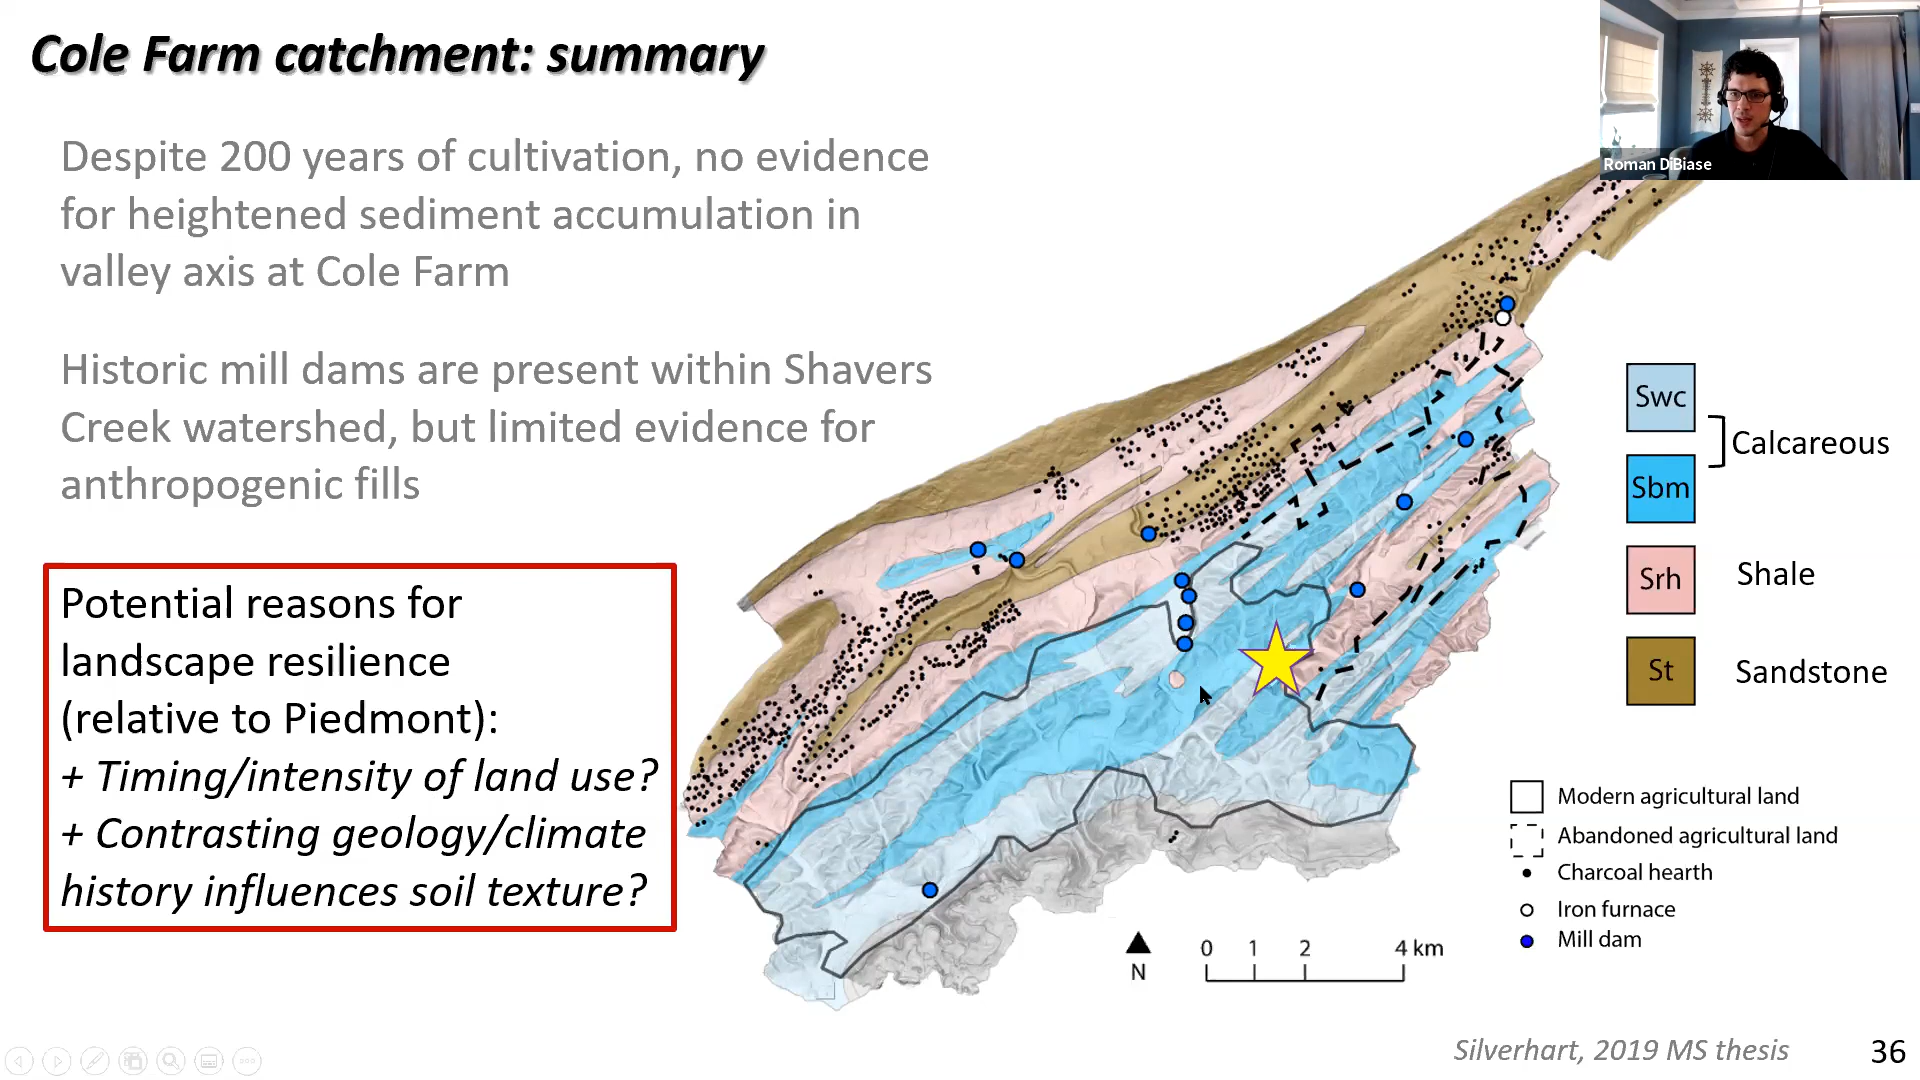 Cole Farm catchment: summary
Roman DiBiase
Despite 200 years of cultivation, no evidence
for heightened sediment accumulation in
valley axis at Cole Farm
Historic mill dams are present within Shavers
Creek watershed, but limited evidence for
anthropogenic fills
Potential reasons for
landscape resilience
(relative to Piedmont):
+ Timing/intensity of land use?
+ Contrasting geology/climate
history influences soil texture?
Swc
Calcareous
Sbm
Srh Shale
St Sandstone
Modern agricultural land
Abandoned agricultural land
Charcoal hearth
Iron furnace
Mill dam
N
0 1 2 4 km
Silverhart, 2019 MS thesis
36